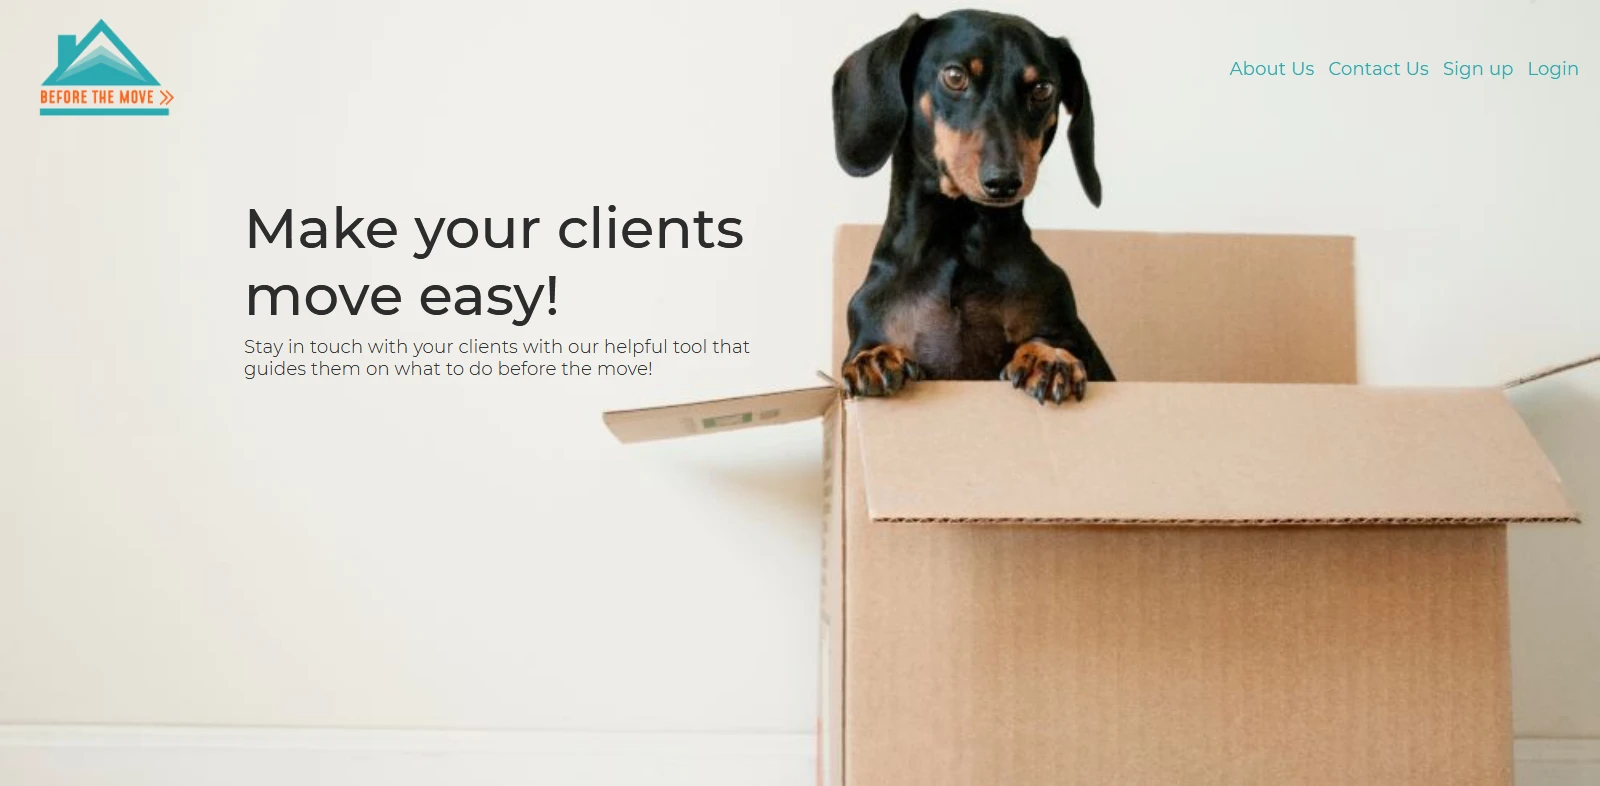 BEFORE THE MOVE
About Us Contact Us Sign up Login
Make your clients
move easy!
Stay in touch with your clients with our helpful tool that
guides them on what to do before the move!